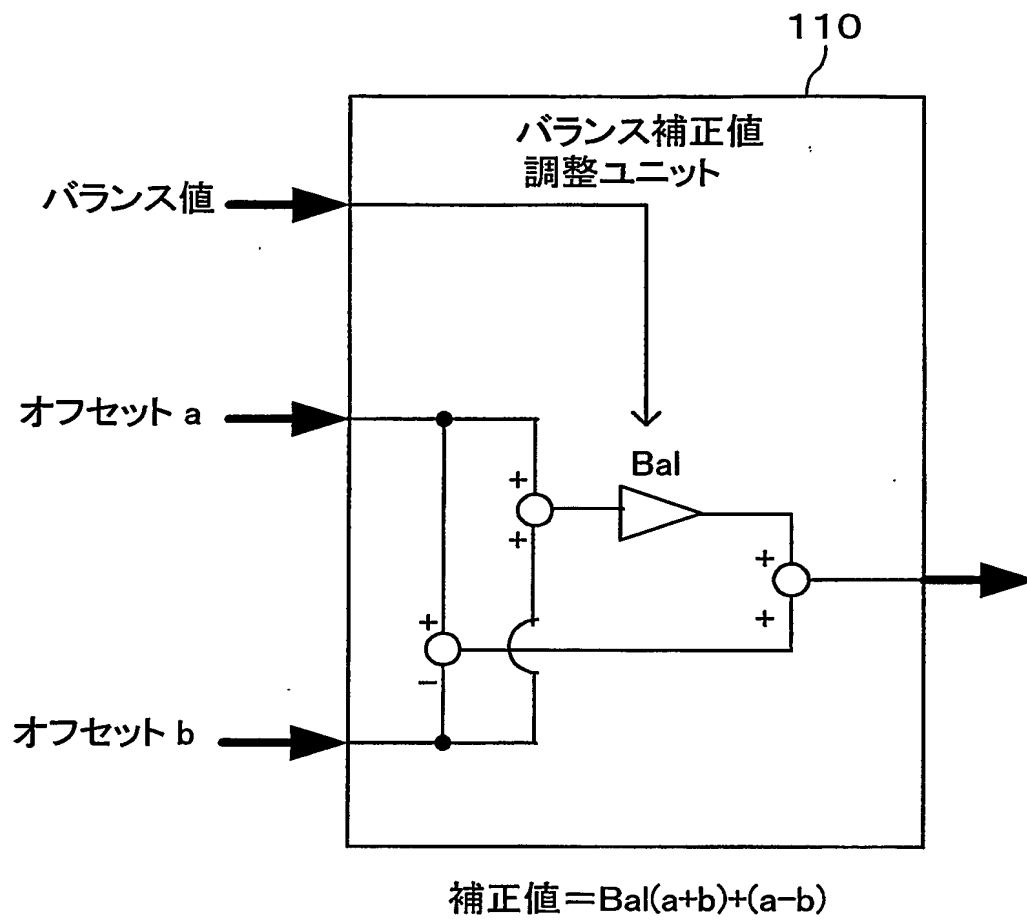 110
バランス補正値
調整ユニット
バランス値
オフセット a
Bal
+
+
+
+
+
−
オフセット b
補正値=Bal(a+b)+(a−b)